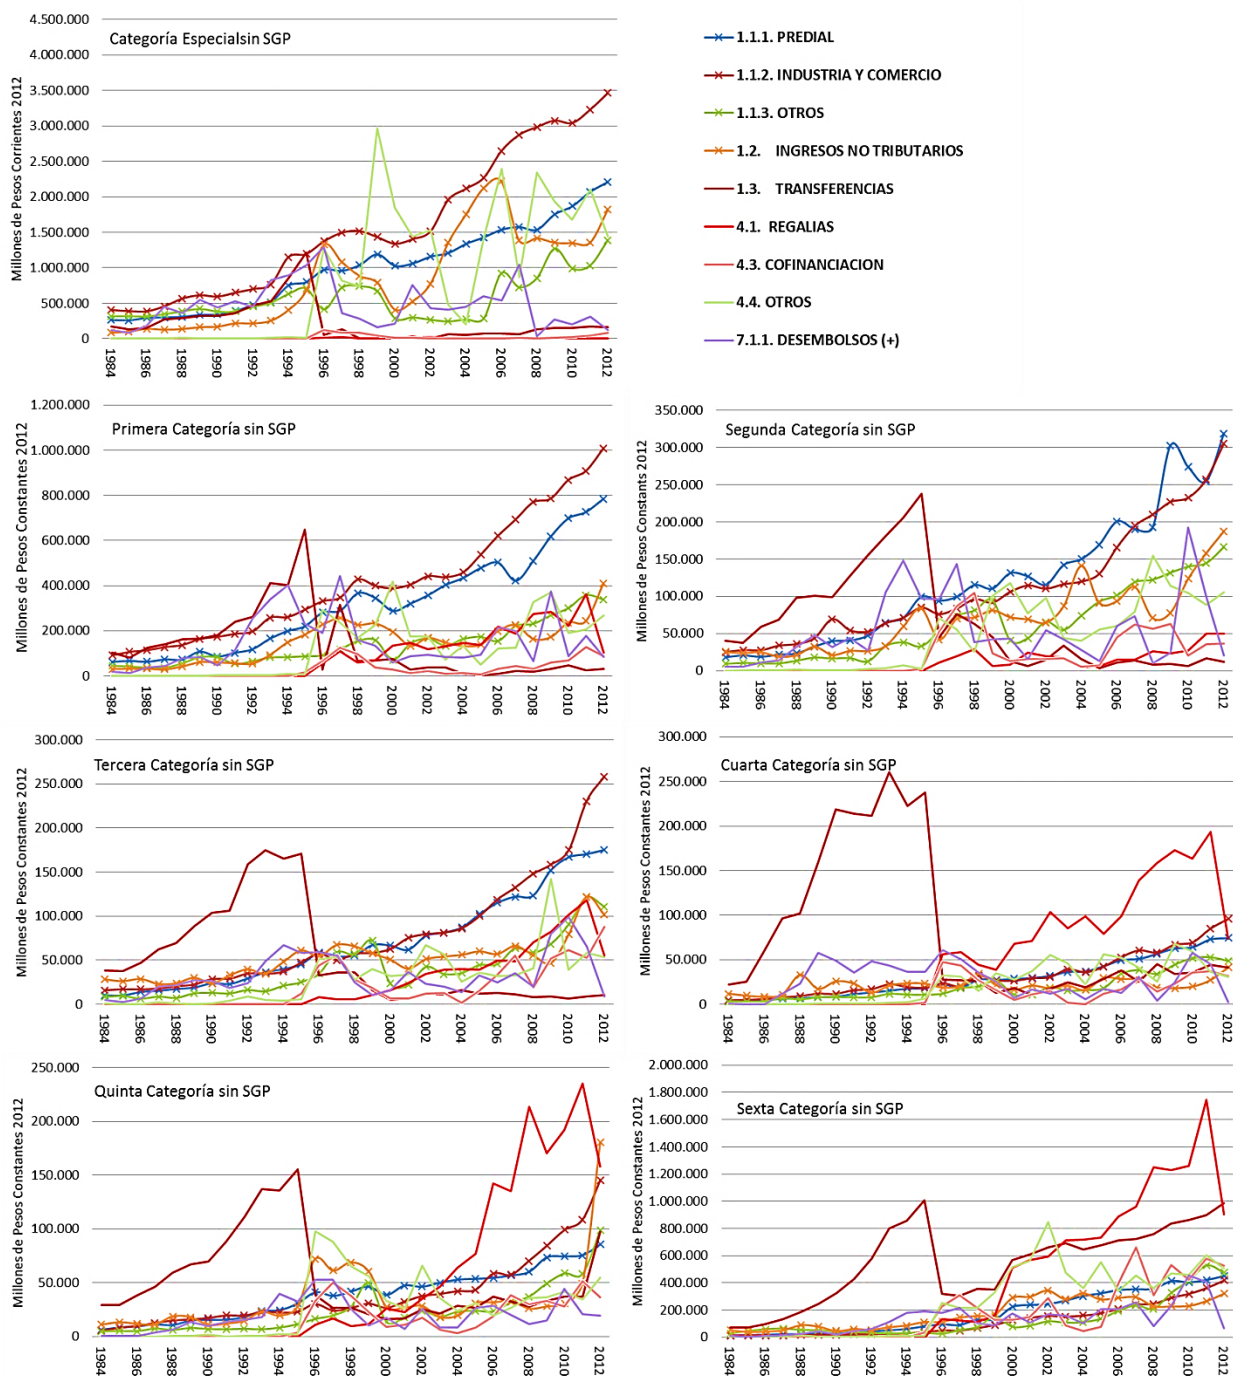 Categoría Especialsin SGP
Millones de Pesos Corrientes 2012
4.500.000
4.000.000
3.500.000
3.000.000
2.500.000
2.000.000
1.500.000
1.000.000
500.000
0
1984 1986 1988 1990 1992 1994 1996 1998 2000 2002 2004 2006 2008 2010 2012
1.1.1. PREDIAL
1.1.2. INDUSTRIA Y COMERCIO
1.1.3. OTROS
1.2. INGRESOS NO TRIBUTARIOS
1.3. TRANSFERENCIAS
4.1. REGALIAS
4.3. COFINANCIACION
4.4. OTROS
7.1.1. DESEMBOLSOS (+)
Primera Categoría sin SGP
Millones de Pesos Constantes 2012
1.200.000
1.000.000
800.000
600.000
400.000
200.000
0
1984 1986 1988 1990 1992 1994 1996 1998 2000 2002 2004 2006 2008 2010 2012
Segunda Categoría sin SGP
Millones de Pesos Constants 2012
350.000
300.000
250.000
200.000
150.000
100.000
50.000
0
1984 1986 1988 1990 1992 1994 1996 1998 2000 2002 2004 2006 2008 2010 2012
Tercera Categoría sin SGP
Millones de Pesos Constantes 2012
300.000
250.000
200.000
150.000
100.000
50.000
0
1984 1986 1988 1990 1992 1994 1996 1998 2000 2002 2004 2006 2008 2010 2012
Cuarta Categoría sin SGP
Millones de Pesos Constantes 2012
300.000
250.000
200.000
150.000
100.000
50.000
0
1984 1986 1988 1990 1992 1994 1996 1998 2000 2002 2004 2006 2008 2010 2012
Quinta Categoría sin SGP
Millones de Pesos Constantes 2012
250.000
200.000
150.000
100.000
50.000
0
1984 1986 1988 1990 1992 1994 1996 1998 2000 2002 2004 2006 2008 2010 2012
Sexta Categoría sin SGP
Millones de Pesos Constantes 2012
2.000.000
1.800.000
1.600.000
1.400.000
1.200.000
1.000.000
800.000
600.000
400.000
200.000
0
1984 1986 1988 1990 1992 1994 1996 1998 2000 2002 2004 2006 2008 2010 2012